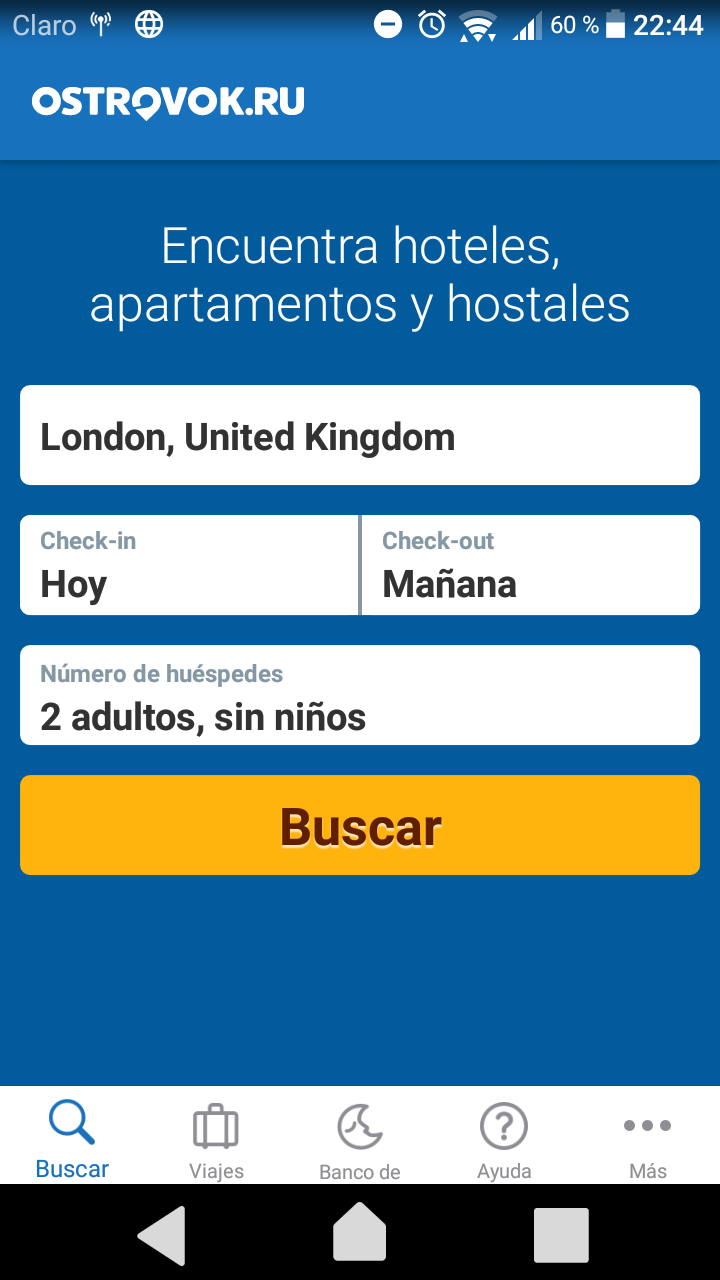 Claro 60 % 22:44
OSTROVOK.RU
Encuentra hoteles,
apartamentos y hostales
London, United Kingdom
Check-in Check-out
Hoy Mañana
Número de huéspedes
2 adultos, sin niños
Buscar
Buscar Viajes Banco de Ayuda Más